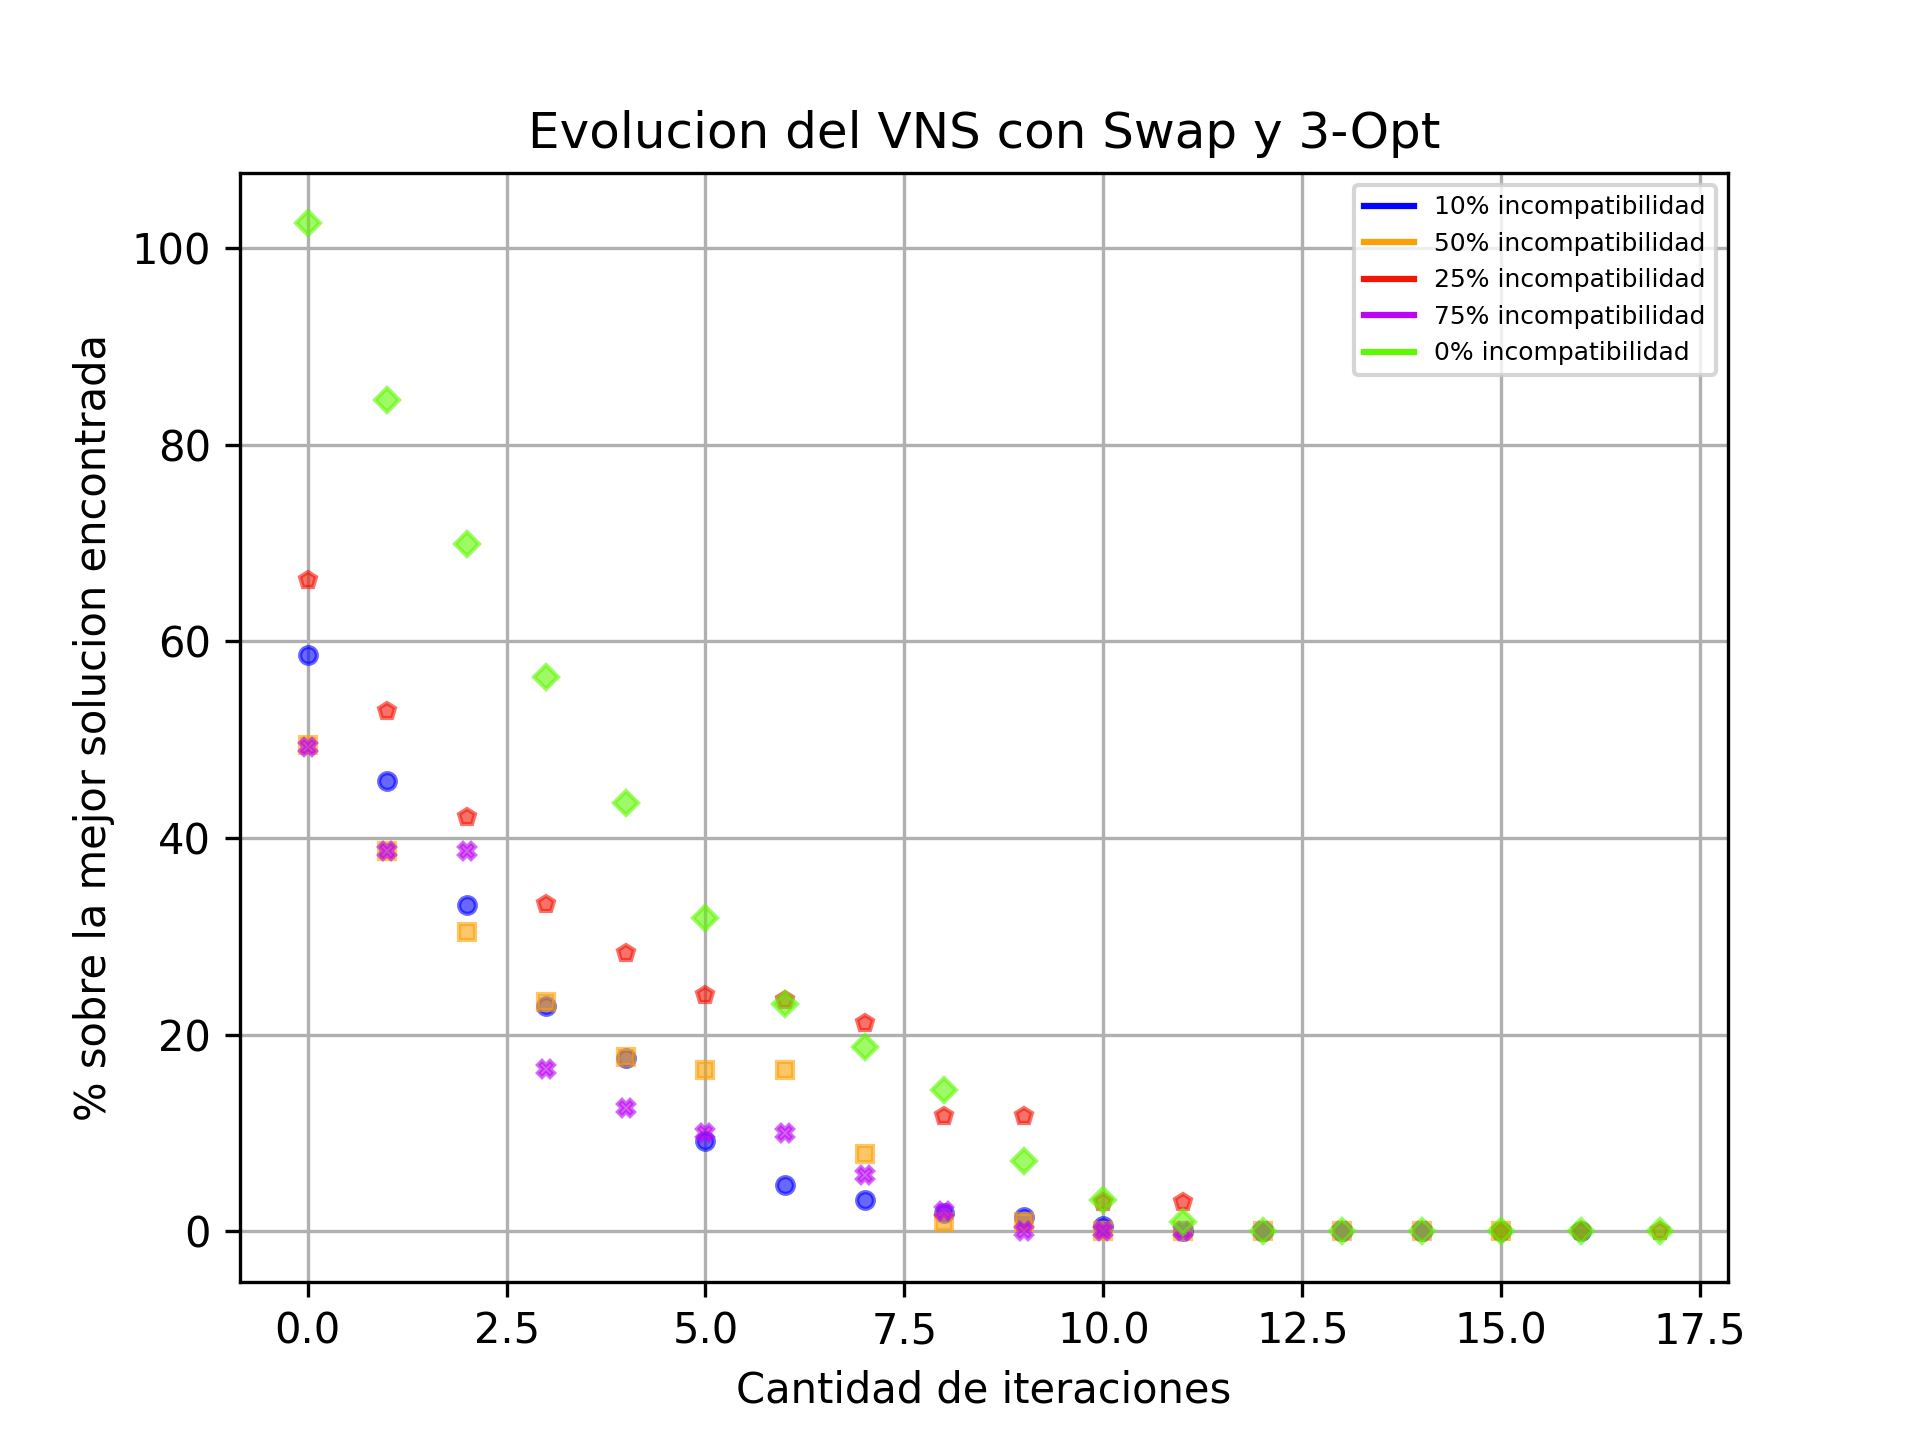 Evolucion del VNS con Swap y 3-Opt
% sobre la mejor solucion encontrada
100
80
60
40
20
0
10% incompatibilidad
50% incompatibilidad
25% incompatibilidad
75% incompatibilidad
0% incompatibilidad
0.0 2.5 5.0 7.5 10.0 12.5 15.0 17.5
Cantidad de iteraciones